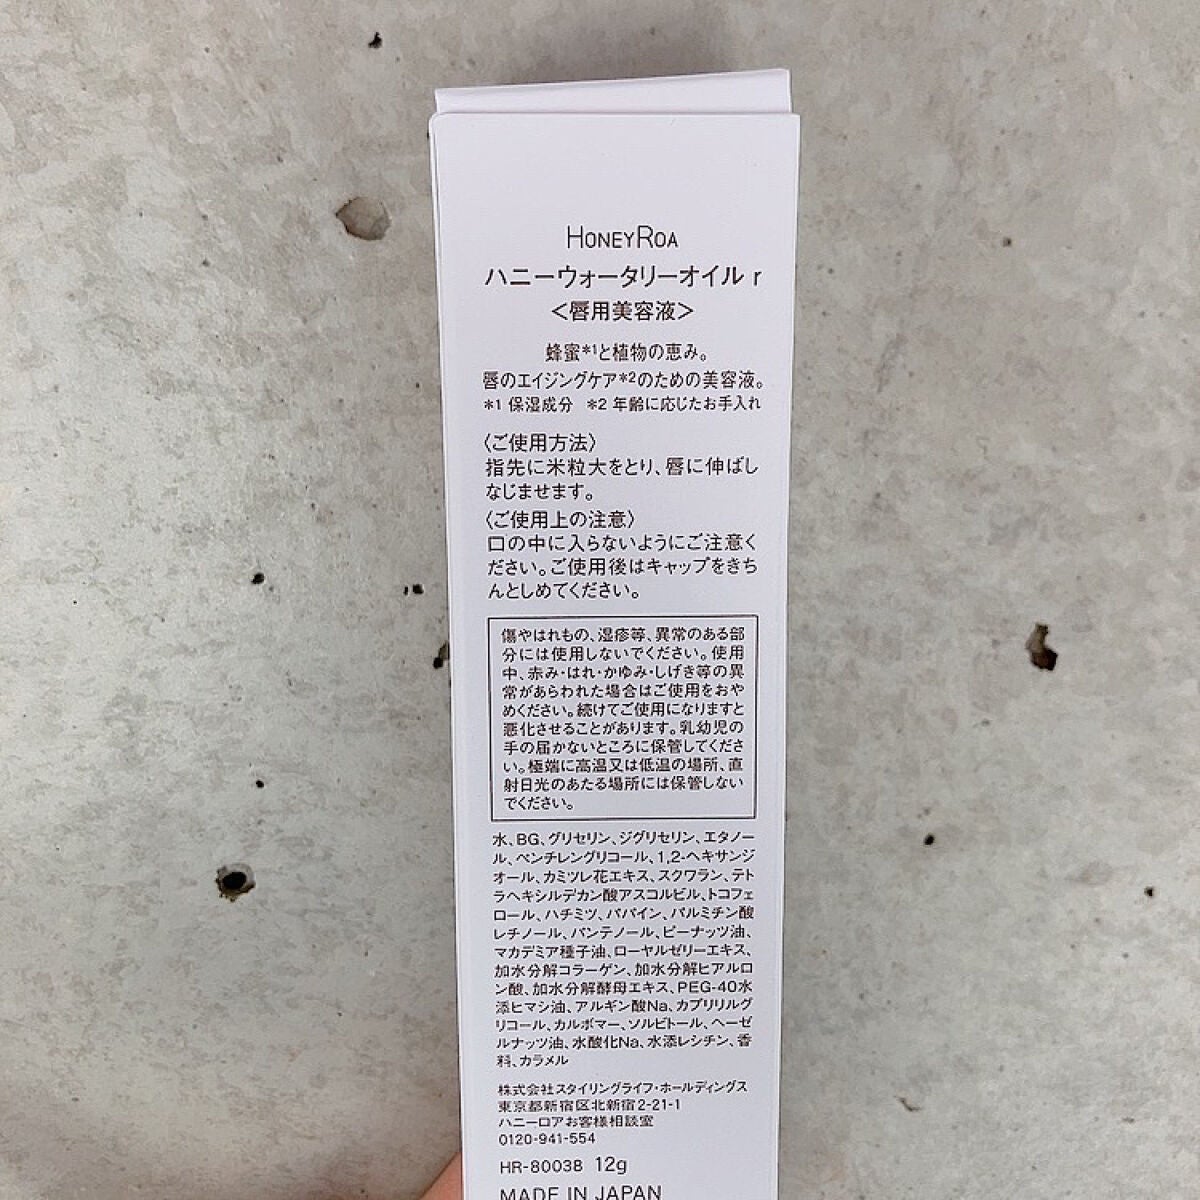 HONEYROA
ハニーウォータリーオイル r
＜唇用美容液＞
蜂蜜*1と植物の恵み。
唇のエイジングケア*2のための美容液。
*1 保湿成分 *2 年齢に応じたお手入れ
〈ご使用方法〉
指先に米粒大をとり、唇に伸ばし
なじませます。
〈ご使用上の注意〉
口の中に入らないようにご注意く
ださい。ご使用後はキャップをきち
んとしめてください。
傷やはれもの、湿疹等、異常のある部
分には使用しないでください。使用
中、赤み・はれ・かゆみ・しげき等の異
常があらわれた場合はご使用をおや
めください。続けてご使用になりますと
悪化させることがあります。乳幼児の
手の届かないところに保管してくださ
い。極端に高温又は低温の場所、直
射日光のあたる場所には保管しない
でください。
水、BG、グリセリン、ジグリセリン、エタノー
ル、ペンチレングリコール、1,2-ヘキサンジ
オール、カミツレ花エキス、スクワラン、テト
ラヘキシルデカン酸アスコルビル、トコフェ
ロール、ハチミツ、パパイン、パルミチン酸
レチノール、パンテノール、ピーナッツ油、
マカデミア種子油、ローヤルゼリーエキス、
加水分解コラーゲン、加水分解ヒアルロ
ン酸、加水分解酵母エキス、PEG-40水
添ヒマシ油、アルギン酸Na、カプリリルグ
リコール、カルボマー、ソルビトール、ヘーゼ
ルナッツ油、水酸化Na、水添レシチン、香
料、カラメル
株式会社スタイリングライフ・ホールディングス
東京都新宿区北新宿2-21-1
ハニーロアお客様相談室
0120-941-554
HR-8003B 12g
MADE IN JAPAN